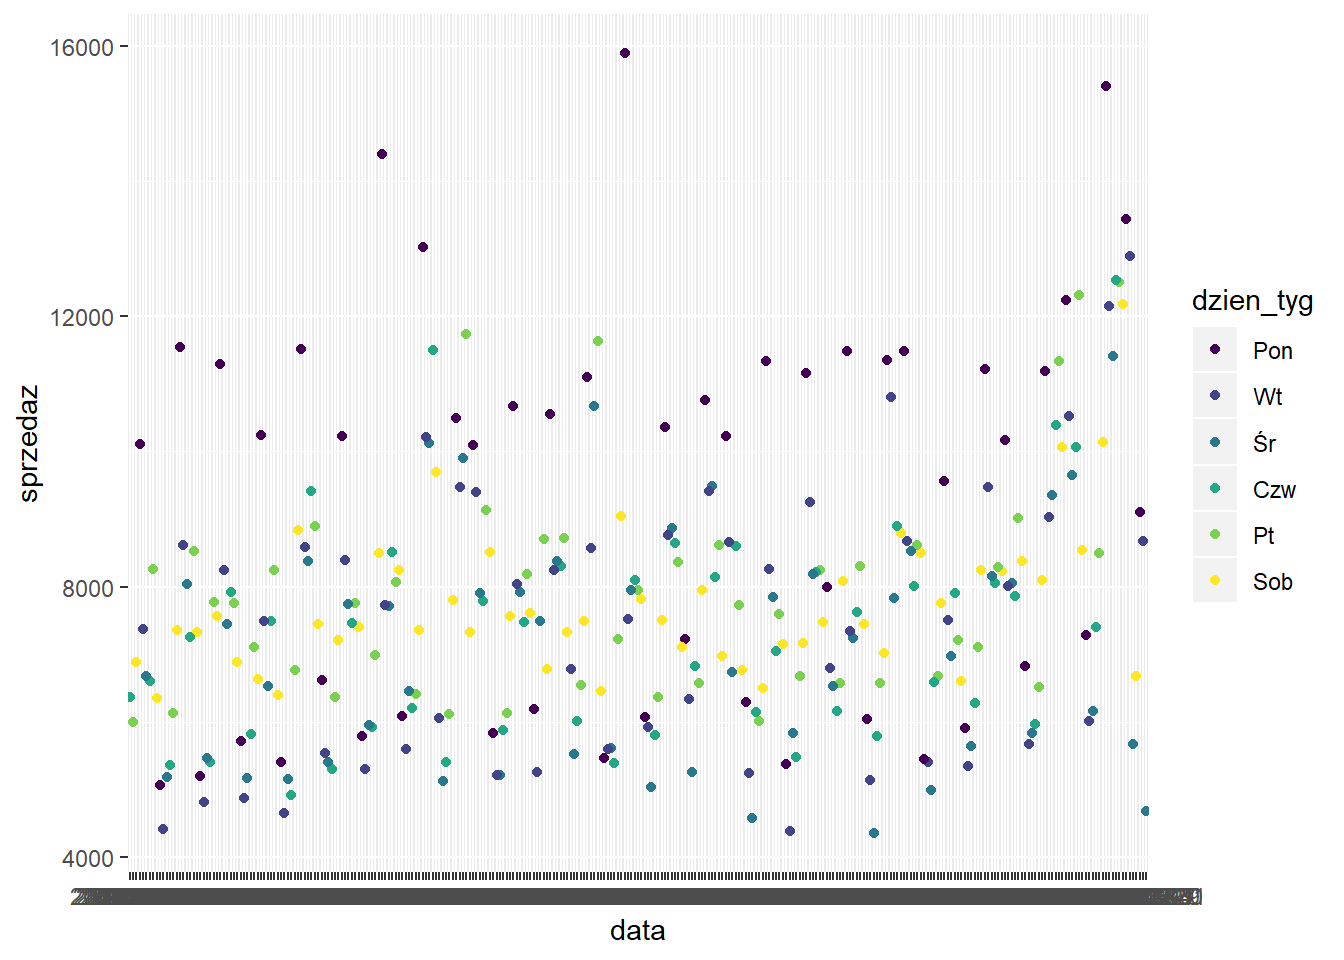 16000
12000
8000
4000
sprzedaz
data
dzien_tyg
Pon
Wt
Śr
Czw
Pt
Sob